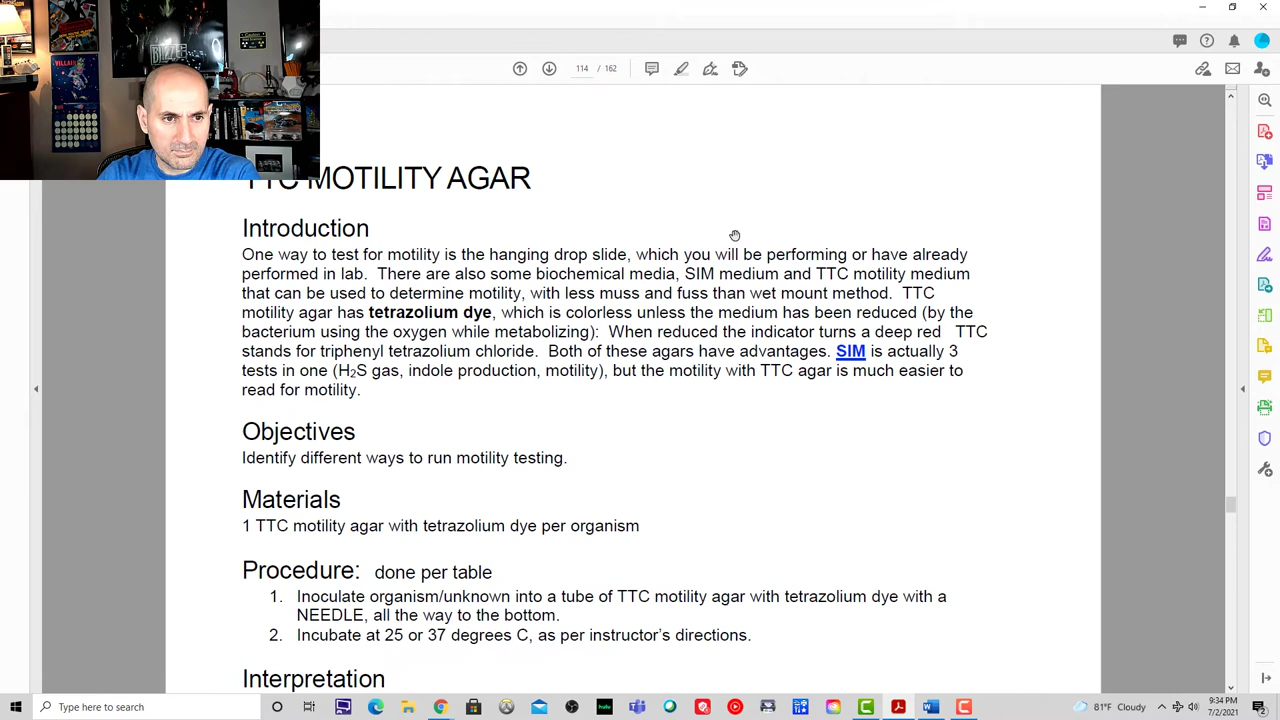 VILLAIN
BLIZZ
114 / 162
TTC MOTILITY AGAR
Introduction
One way to test for motility is the hanging drop slide, which you will be performing or have already
performed in lab.  There are also some biochemical media, SIM medium and TTC motility medium
that can be used to determine motility, with less muss and fuss than wet mount method.  TTC
motility agar has tetrazolium dye, which is colorless unless the medium has been reduced (by the
bacterium using the oxygen while metabolizing):  When reduced the indicator turns a deep red   TTC
stands for triphenyl tetrazolium chloride.  Both of these agars have advantages. SIM is actually 3
tests in one (H₂S gas, indole production, motility), but the motility with TTC agar is much easier to
read for motility.
Objectives
Identify different ways to run motility testing.
Materials
1 TTC motility agar with tetrazolium dye per organism
Procedure:  done per table
1. Inoculate organism/unknown into a tube of TTC motility agar with tetrazolium dye with a
NEEDLE, all the way to the bottom.
2. Incubate at 25 or 37 degrees C, as per instructor's directions.
Interpretation
Type here to search
hulu
81°F Cloudy
9:34 PM
7/2/2021
2